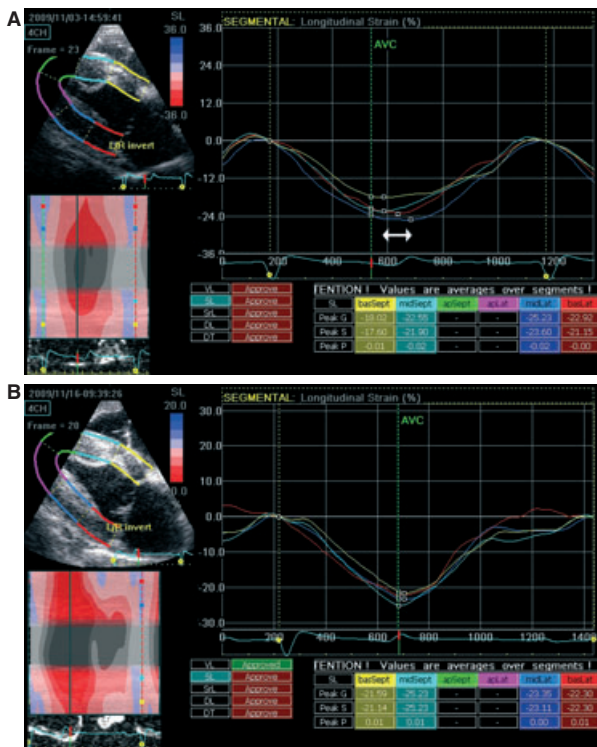 A
2009/11/03-14:59:41
4CH
Frame = 23
SL
36.0
-36.0
L/R invert
SEGMENTAL: Longitudinal Strain (%)
AVC
36.0
24.0
12.0
0.0
-12.0
-24.0
-36
0
200
400
600
800
1000
1200
VL Approve
SL Approve
SrL Approve
DL Approve
DT Approve
TENTION ! Values are averages over segments !
SL basSept midSept apSept apLat midLat basLat
Peak G -18.02 -22.55 - - -25.23 -22.92
Peak S -17.60 -21.90 - - -23.60 -21.15
Peak P -0.01 -0.02 - - -0.02 -0.00
B
2009/11/16-09:39:26
4CH
Frame = 20
SL
20.0
0.0
L/R invert
SEGMENTAL: Longitudinal Strain (%)
AVC
30.0
20.0
10.0
0.0
-10.0
-20.0
-30.0
0
200
400
600
800
1000
1200
1400
VL Approved
SL Approve
SrL Approve
DL Approve
DT Approve
TENTION ! Values are averages over segments !
SL basSept midSept apSept apLat midLat basLat
Peak G -21.59 -25.23 - - -23.35 -22.30
Peak S -21.14 -25.23 - - -23.11 -22.30
Peak P 0.01 0.01 - - 0.00 0.01